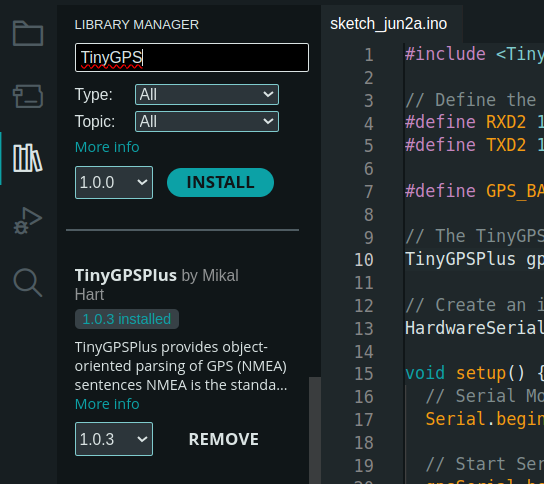 LIBRARY MANAGER
TinyGPS
Type: All
Topic: All
More info
1.0.0 INSTALL
TinyGPSPlus by Mikal
Hart
1.0.3 installed
TinyGPSPlus provides object-
oriented parsing of GPS (NMEA)
sentences NMEA is the standa...
More info
1.0.3 REMOVE
sketch_jun2a.ino
1 #include <Tiny
2
3 // Define the
4 #define RXD2 1
5 #define TXD2 1
6
7 #define GPS_BA
8
9 // The TinyGPS
10 TinyGPSPlus gp
11
12 // Create an i
13 HardwareSerial
14
15 void setup() {
16 // Serial Mo
17 Serial.begin
18
19 // Start Ser